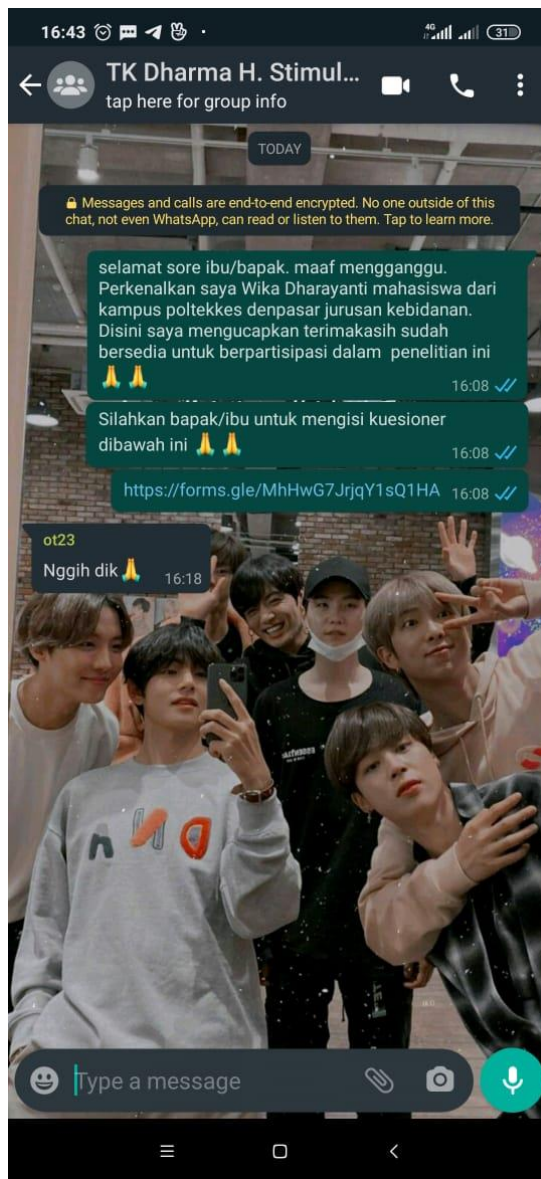 16:43
4G
31
TK Dharma H. Stimul...
tap here for group info
TODAY
Messages and calls are end-to-end encrypted. No one outside of this
chat, not even WhatsApp, can read or listen to them. Tap to learn more.
selamat sore ibu/bapak. maaf mengganggu.
Perkenalkan saya Wika Dharayanti mahasiswa dari
kampus poltekkes denpasar jurusan kebidanan.
Disini saya mengucapkan terimakasih sudah
bersedia untuk berpartisipasi dalam  penelitian ini
🙏 🙏
16:08
Silahkan bapak/ibu untuk mengisi kuesioner
dibawah ini 🙏 🙏
16:08
https://forms.gle/MhHwG7JrjqY1sQ1HA 16:08
ot23
Nggih dik 🙏 16:18
Type a message